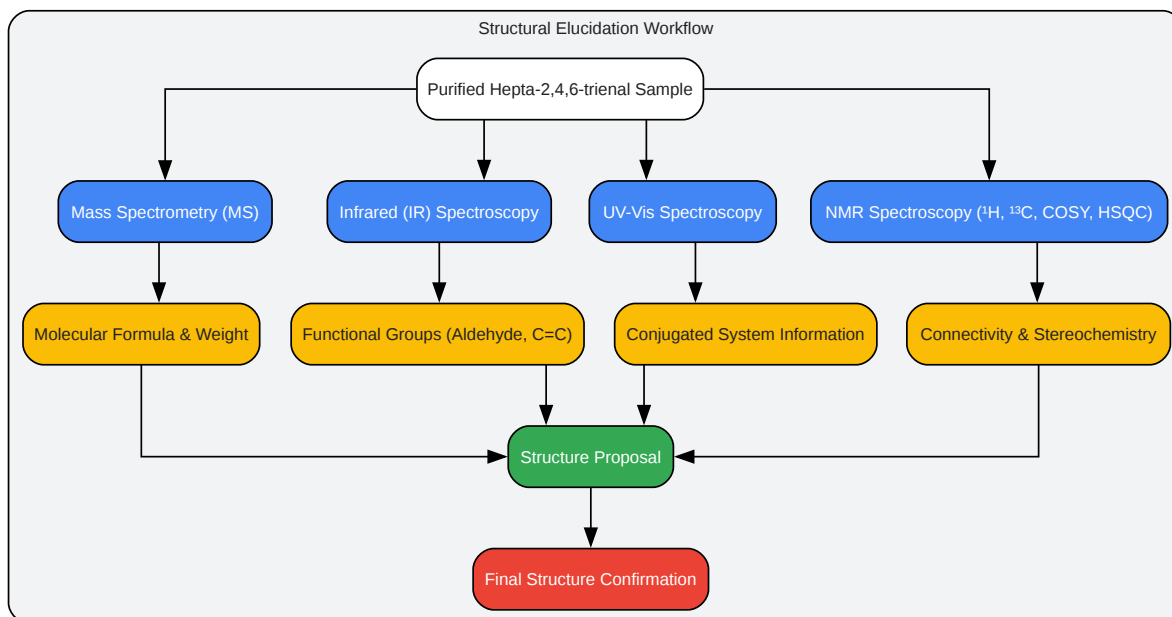 Structural Elucidation Workflow
Purified Hepta-2,4,6-trienal Sample
Mass Spectrometry (MS)
Infrared (IR) Spectroscopy
UV-Vis Spectroscopy
NMR Spectroscopy (¹H, ¹³C, COSY, HSQC)
Molecular Formula & Weight
Functional Groups (Aldehyde, C=C)
Conjugated System Information
Connectivity & Stereochemistry
Structure Proposal
Final Structure Confirmation